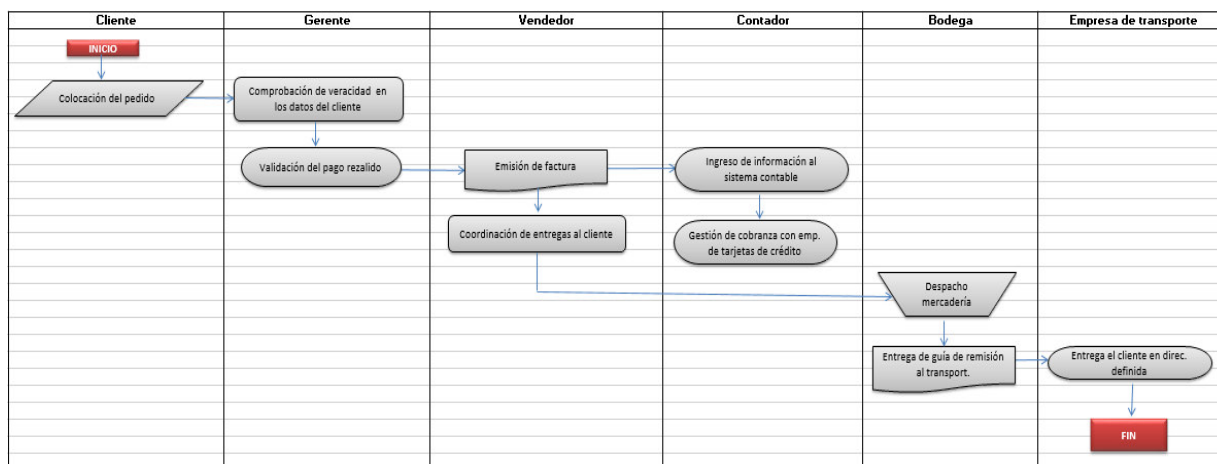 Cliente
Gerente
Vendedor
Contador
Bodega
Empresa de transporte
INICIO
Colocación del pedido
Comprobación de veracidad en
los datos del cliente
Validación del pago rezalido
Emisión de factura
Ingreso de información al
sistema contable
Coordinación de entregas al cliente
Gestión de cobranza con emp.
de tarjetas de crédito
Despacho
mercadería
Entrega de guía de remisión
al transport.
Entrega el cliente en direc.
definida
FIN